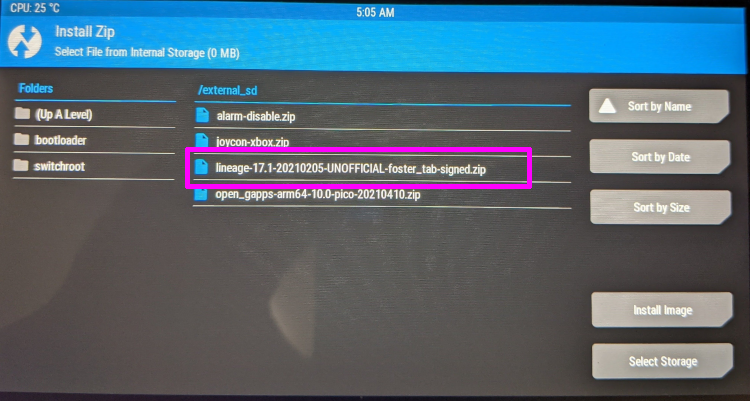 CPU: 25 °C
5:05 AM
Install Zip
Select File from Internal Storage (0 MB)
Folders
(Up A Level)
bootloader
switchroot
/external_sd
alarm-disable.zip
joycon-xbox.zip
lineage-17.1-20210205-UNOFFICIAL-foster_tab-signed.zip
open_gapps-arm64-10.0-pico-20210410.zip
Sort by Name
Sort by Date
Sort by Size
Install Image
Select Storage